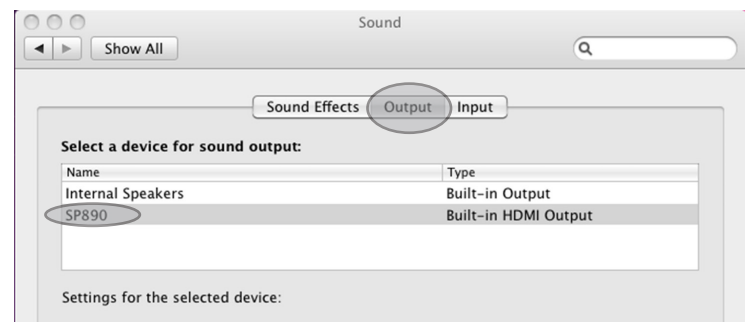 Sound
Show All
Sound Effects Output Input
Select a device for sound output:
Name Type
Internal Speakers Built-in Output
SP890 Built-in HDMI Output
Settings for the selected device: